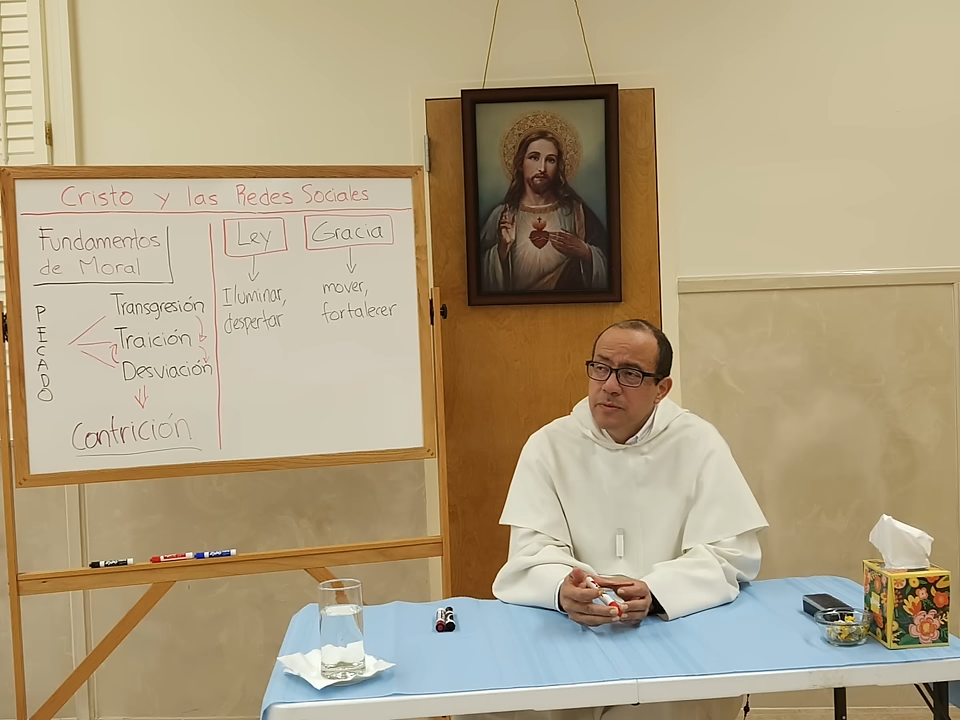 Cristo y las Redes Sociales
Fundamentos
de Moral
PECADO
Transgresión
Traición
Desviación
Contrición
Ley
Iluminar,
despertar
Gracia
mover,
fortalecer